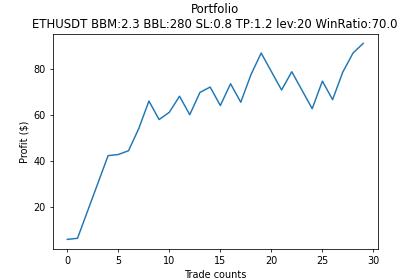 Portfolio
ETHUSDT BBM:2.3 BBL:280 SL:0.8 TP:1.2 lev:20 WinRatio:70.0
80
60
40
20
Profit ($)
0 5 10 15 20 25 30
Trade counts